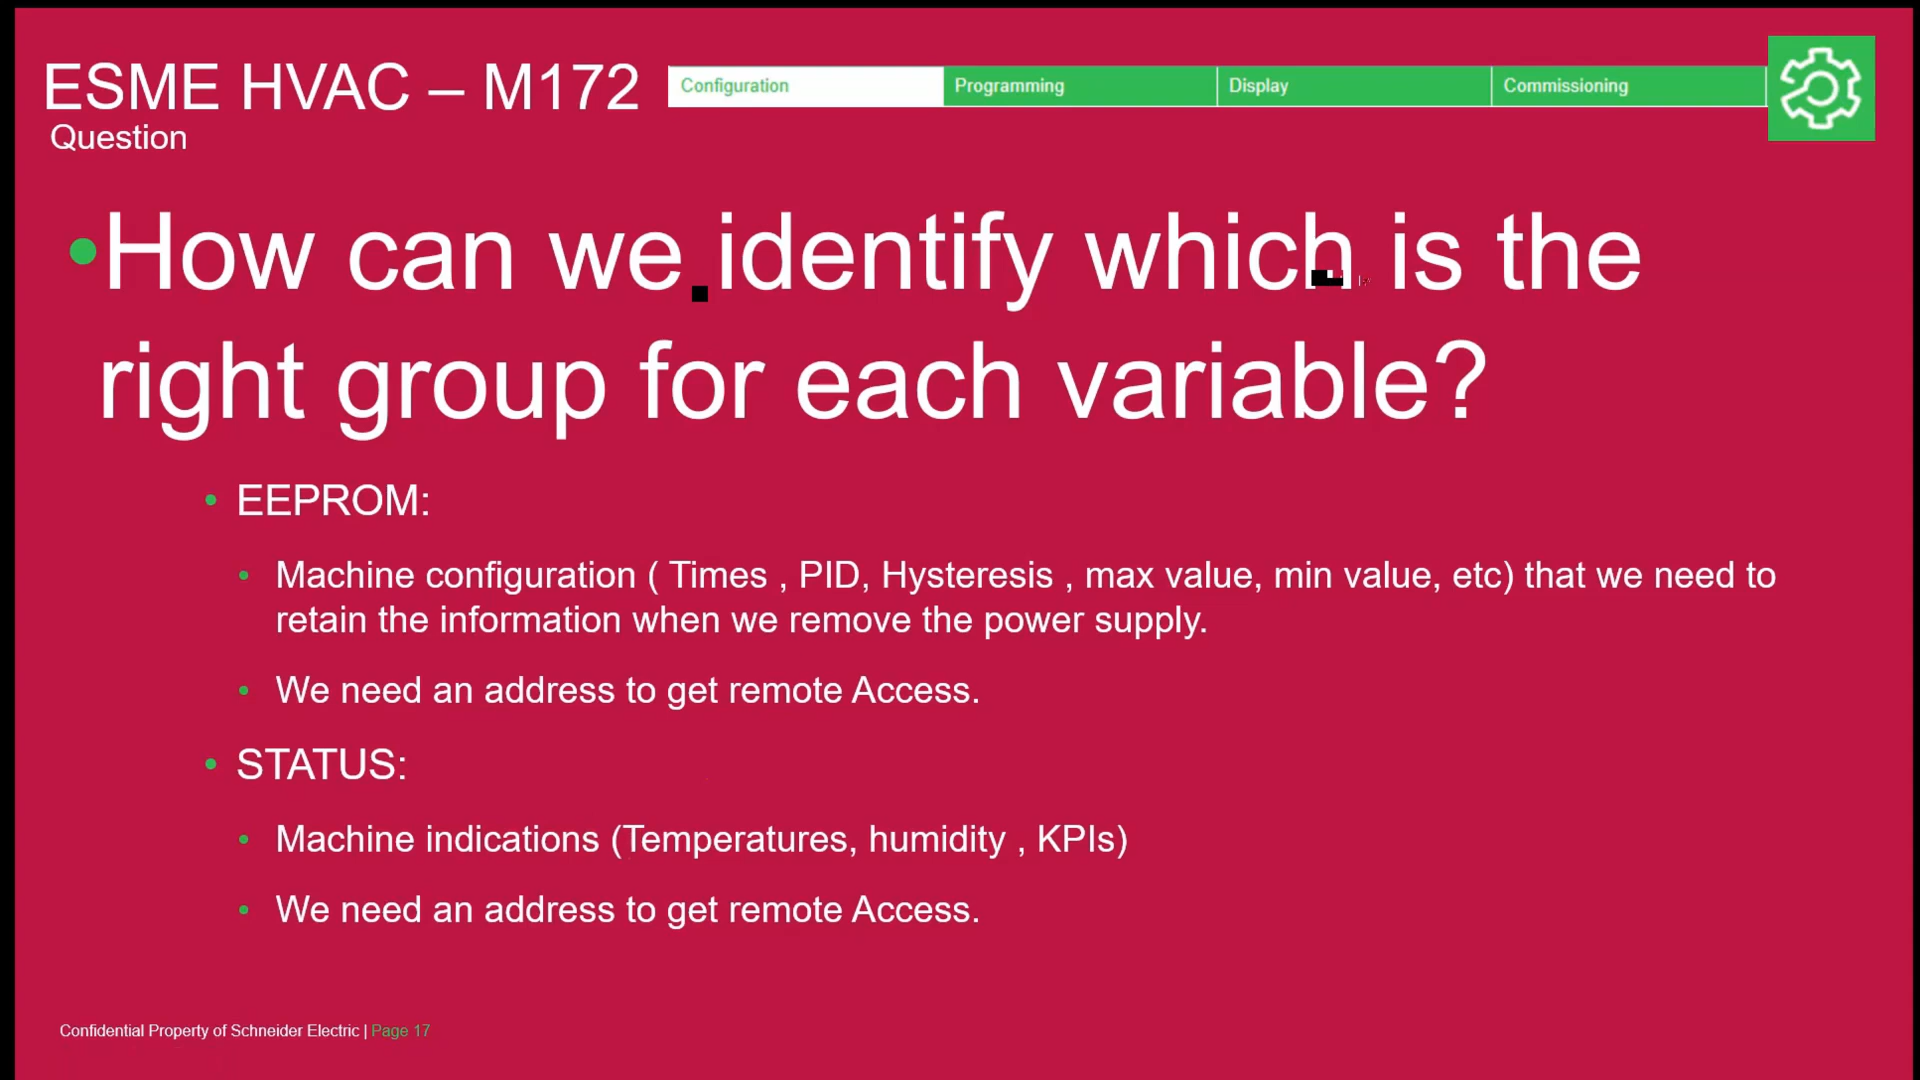 ESME HVAC – M172
Question
Configuration
Programming
Display
Commissioning
•How can we identify which is the
right group for each variable?
• EEPROM:
• Machine configuration ( Times , PID, Hysteresis , max value, min value, etc) that we need to
retain the information when we remove the power supply.
• We need an address to get remote Access.
• STATUS:
• Machine indications (Temperatures, humidity , KPIs)
• We need an address to get remote Access.
Confidential Property of Schneider Electric | Page 17